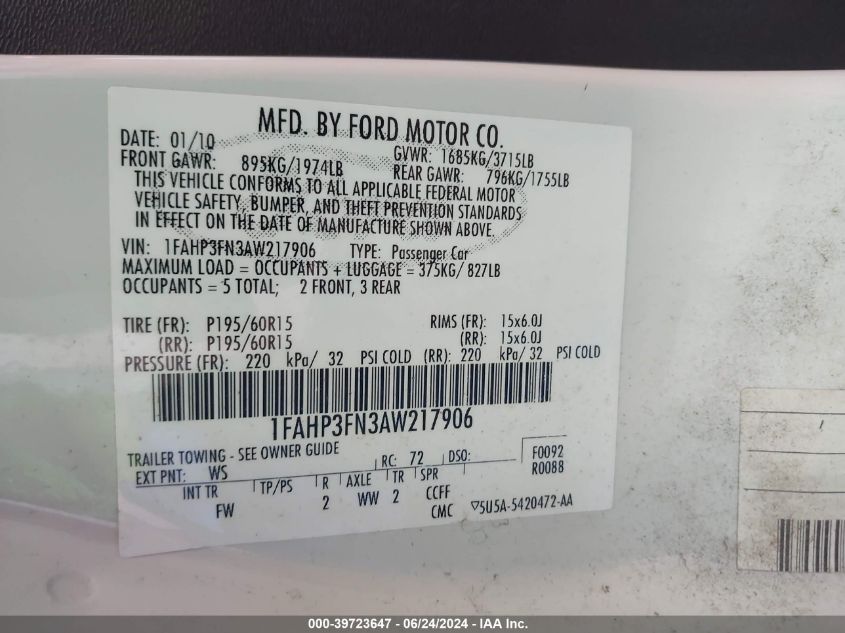 MFD. BY FORD MOTOR CO.
DATE: 01/10 GVWR: 1685KG/3715LB
FRONT GAWR: 895KG/1974LB REAR GAWR: 796KG/1755LB
THIS VEHICLE CONFORMS TO ALL APPLICABLE FEDERAL MOTOR
VEHICLE SAFETY, BUMPER, AND THEFT PREVENTION STANDARDS
IN EFFECT ON THE DATE OF MANUFACTURE SHOWN ABOVE.
VIN: 1FAHP3FN3AW217906 TYPE: Passenger Car
MAXIMUM LOAD = OCCUPANTS + LUGGAGE = 375KG/ 827LB
OCCUPANTS = 5 TOTAL; 2 FRONT, 3 REAR
TIRE (FR): P195/60R15 RIMS (FR): 15x6.0J
(RR): P195/60R15 (RR): 15x6.0J
PRESSURE (FR): 220 kPa/ 32 PSI COLD (RR): 220 kPa/ 32 PSI COLD
1FAHP3FN3AW217906
TRAILER TOWING - SEE OWNER GUIDE RC: 72 DSO: F0092
EXT PNT: WS R0088
INT TR TP/PS R AXLE TR SPR
FW 2 WW 2 CCFF
CMC 5U5A-5420472-AA
000-39723647 - 06/24/2024 - IAA Inc.